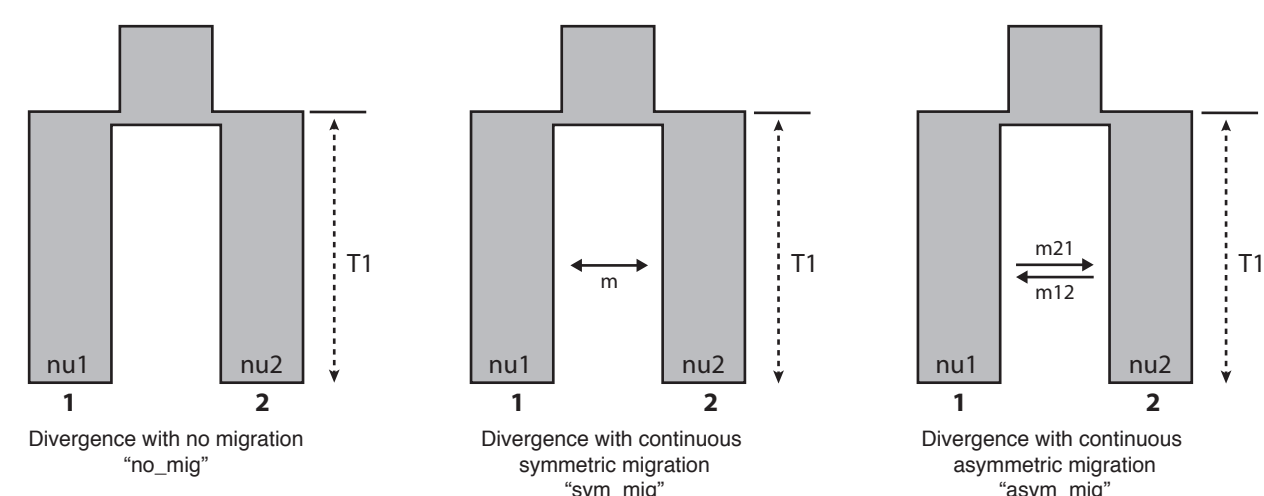 T1
nu1
nu2
1
2
Divergence with no migration
“no_mig”
m
T1
nu1
nu2
1
2
Divergence with continuous
symmetric migration
“sym_mig”
m21
m12
T1
nu1
nu2
1
2
Divergence with continuous
asymmetric migration
“asym_mig”